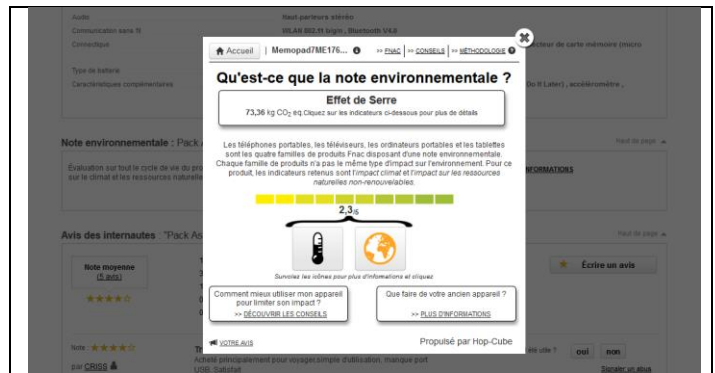 Audio Haut-parleurs stéréo
Communication sans fil WLAN 802.11 b/g/n , Bluetooth V4.0
Connectique cteur de carte mémoire (micro
Type de batterie
Caractéristiques complémentaires Do It Later) , accéléromètre ,
Accueil | Memopad7ME176... >> FNAC | >> CONSEILS | >> MÉTHODOLOGIE
Qu'est-ce que la note environnementale ?
Effet de Serre
73,36 kg CO2 eq.Cliquez sur les indicateurs ci-dessous pour plus de détails
Note environnementale : Pack A Haut de page
Évaluation sur tout le cycle de vie du pro FORMATIONS
sur le climat et les ressources naturelle
Les téléphones portables, les téléviseurs, les ordinateurs portables et les tablettes
sont les quatre familles de produits Fnac disposant d'une note environnementale.
Chaque famille de produits n'a pas le même type d'impact sur l'environnement. Pour ce
produit, les indicateurs retenus sont l'impact climat et l'impact sur les ressources
naturelles non-renouvelables.
2,3/5
Survolez les icônes pour plus d'informations et cliquez
Avis des internautes : "Pack As Haut de page
Note moyenne
(5 avis)
Écrire un avis
Comment mieux utiliser mon appareil
pour limiter son impact ?
>> DÉCOUVRIR LES CONSEILS
Que faire de votre ancien appareil ?
>> PLUS D'INFORMATIONS
VOTRE AVIS Propulsé par Hop-Cube
Note : été utile ? oui non
par CRISS
Acheté principalement pour voyager,simple d'utilisation, manque port
USB. Satisfait
Signaler un abus